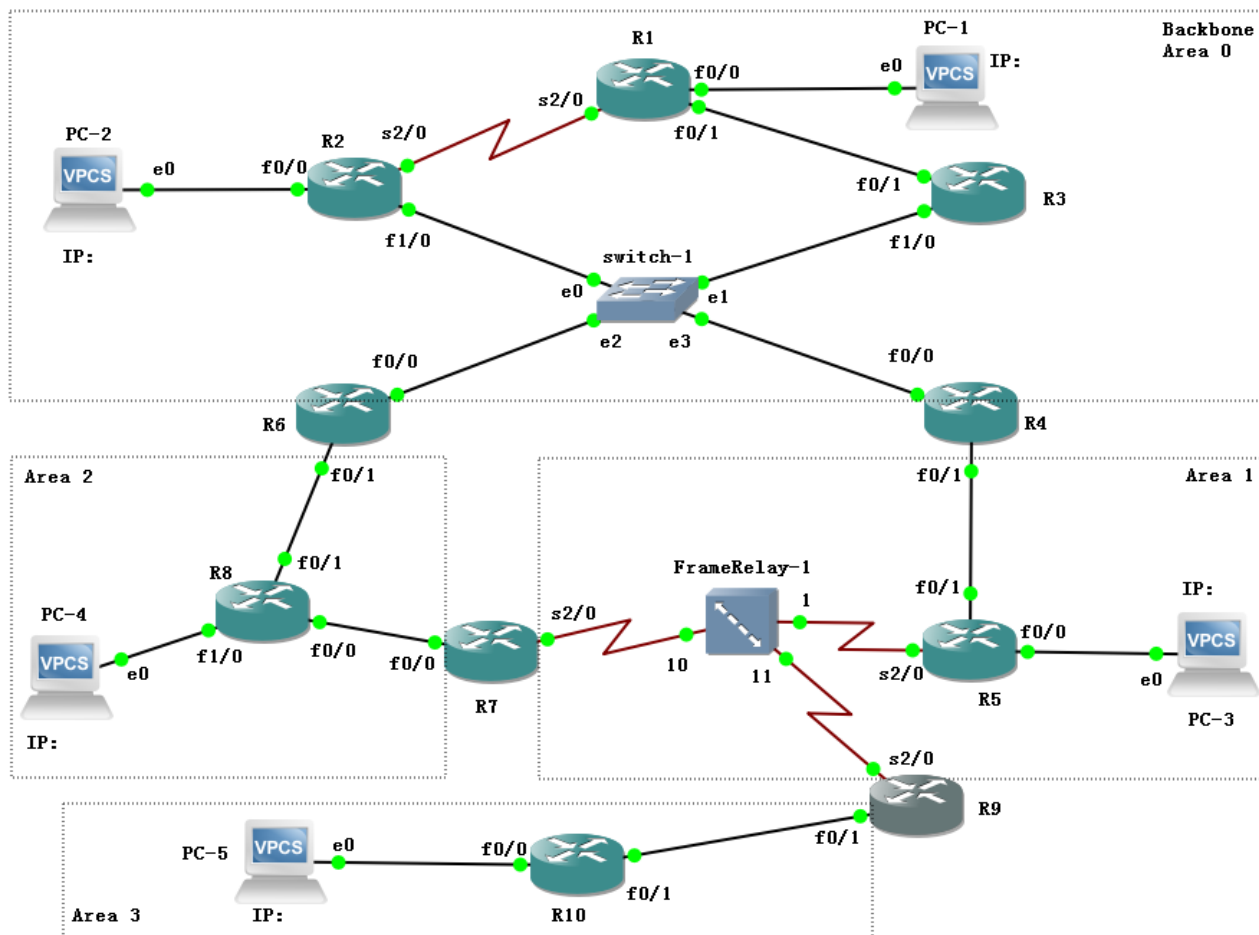 Backbone
Area 0
R1
PC-1
IP:
f0/0
e0
VPCS
s2/0
f0/1
PC-2
R2
s2/0
e0
f0/0
VPCS
f0/1
R3
f1/0
f1/0
IP:
switch-1
e0
e1
e2
e3
f0/0
f0/0
R6
R4
Area 2
f0/1
f0/1
Area 1
R8
f0/1
FrameRelay-1
f0/1
IP:
PC-4
s2/0
1
f0/0
VPCS
f1/0
f0/0
f0/0
10
11
s2/0
VPCS
e0
e0
R7
R5
PC-3
IP:
s2/0
R9
PC-5
VPCS
e0
f0/0
f0/1
f0/1
Area 3
IP:
R10